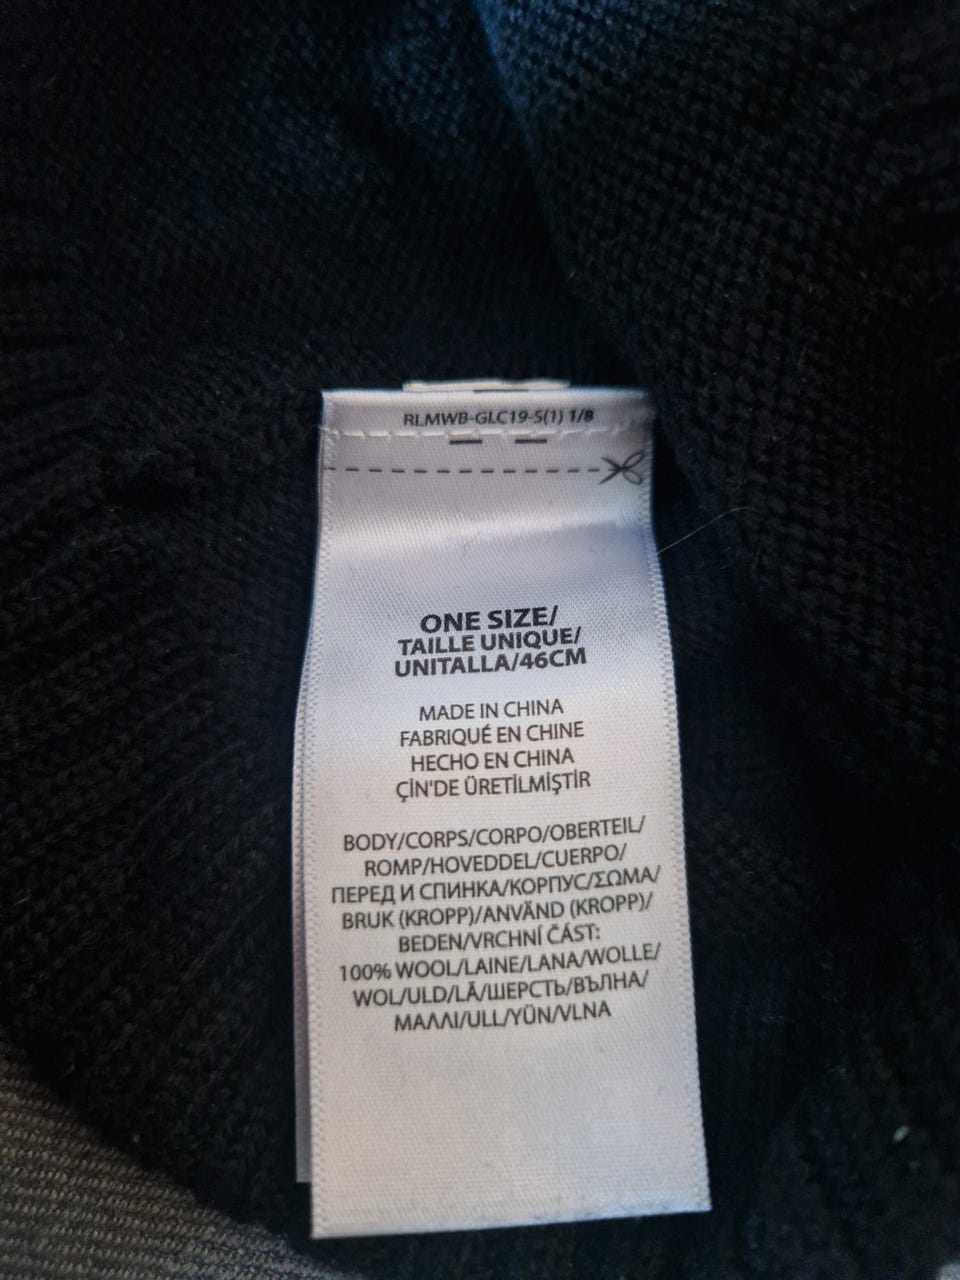 RLMWB-GLC19-S(1) 1/8
ONE SIZE/
TAILLE UNIQUE/
UNITALLA/46CM
MADE IN CHINA
FABRIQUÉ EN CHINE
HECHO EN CHINA
ÇİN'DE ÜRETİLMİŞTİR
BODY/CORPS/CORPO/OBERTEIL/
ROMP/HOVEDDEL/CUERPO/
ПЕРЕД И СПИНКА/КОРПУС/ΣΩΜΑ/
BRUK (KROPP)/ANVÄND (KROPP)/
BEDEN/VRCHNÍ ČÁST:
100% WOOL/LAINE/LANA/WOLLE/
WOL/ULD/LÃ/ШЕРСТЬ/ВЪЛНА/
ΜΑΛΛΙ/ULL/YÜN/VLNA